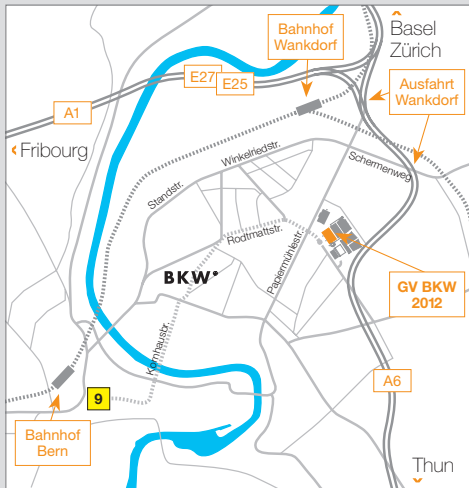 Bahnhof
Wankdorf
Basel
Zürich
E27
E25
Ausfahrt
Wankdorf
A1
Fribourg
Winkelriedstr.
Schermenweg
Standstr.
Rodtmattstr.
Papiermühlestr.
BKW
GV BKW
2012
Kornhausbr.
A6
9
Bahnhof
Bern
Thun